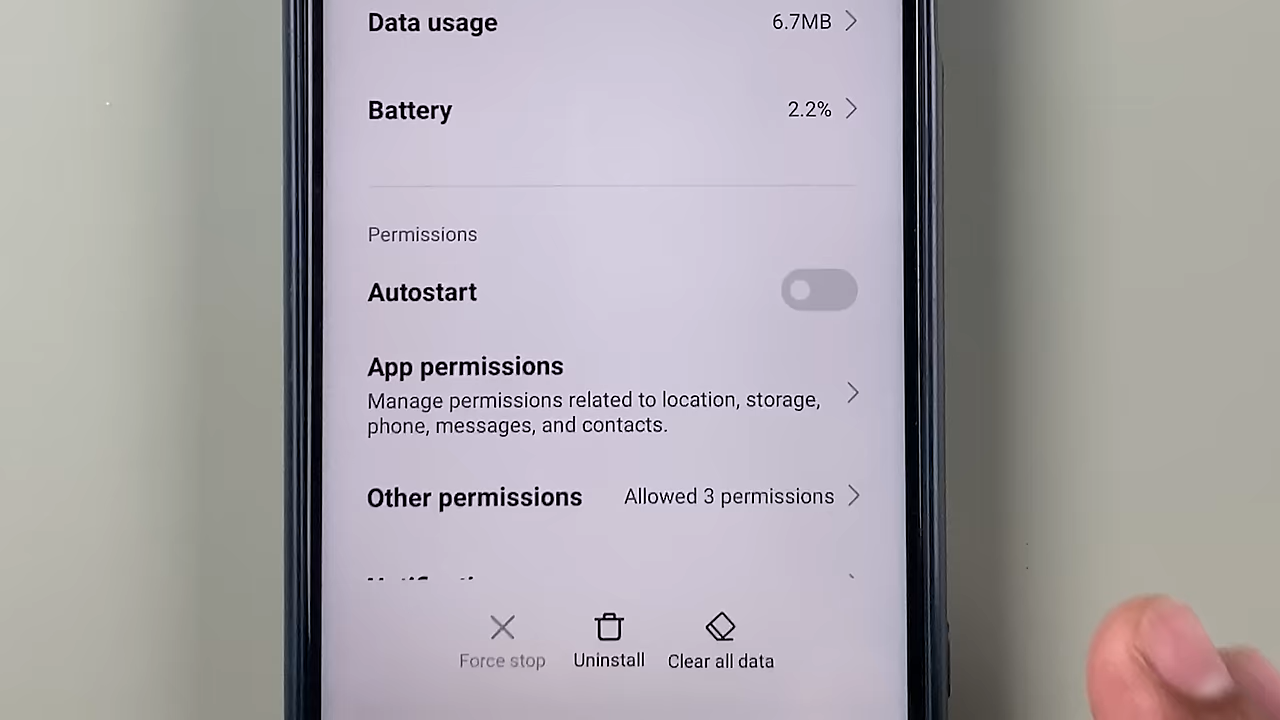 Data usage 6.7MB
Battery 2.2%
Permissions
Autostart
App permissions
Manage permissions related to location, storage,
phone, messages, and contacts.
Other permissions Allowed 3 permissions
Force stop Uninstall Clear all data